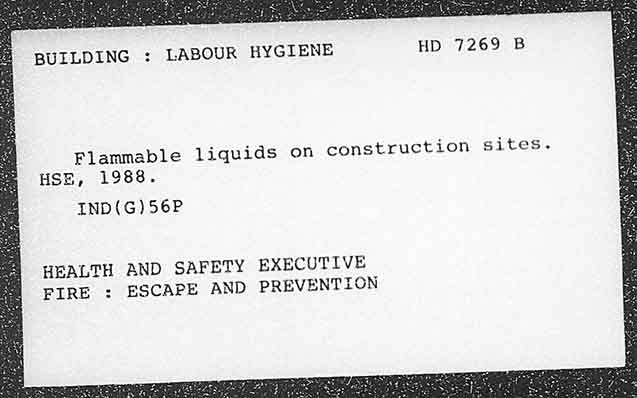 BUILDING : LABOUR HYGIENE HD 7269 B
Flammable liquids on construction sites.
HSE, 1988.
IND(G)56P
HEALTH AND SAFETY EXECUTIVE
FIRE : ESCAPE AND PREVENTION